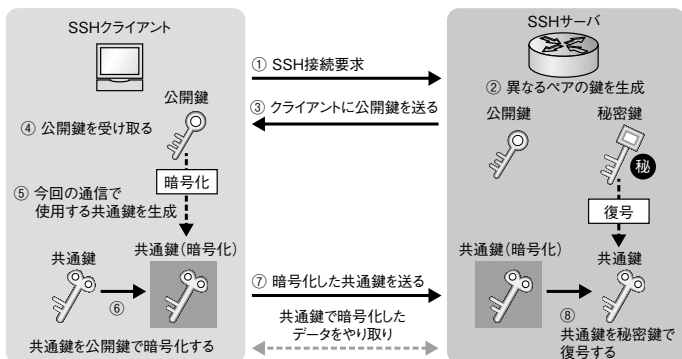 SSHクライアント
SSHサーバ
① SSH接続要求
② 異なるペアの鍵を生成
③ クライアントに公開鍵を送る
公開鍵
④ 公開鍵を受け取る
公開鍵
秘密鍵
秘
暗号化
⑤ 今回の通信で
使用する共通鍵を生成
復号
共通鍵
共通鍵(暗号化)
⑥
共通鍵を公開鍵で暗号化する
⑦ 暗号化した共通鍵を送る
共通鍵で暗号化した
データをやり取り
共通鍵(暗号化)
共通鍵
⑧
共通鍵を秘密鍵で
復号する